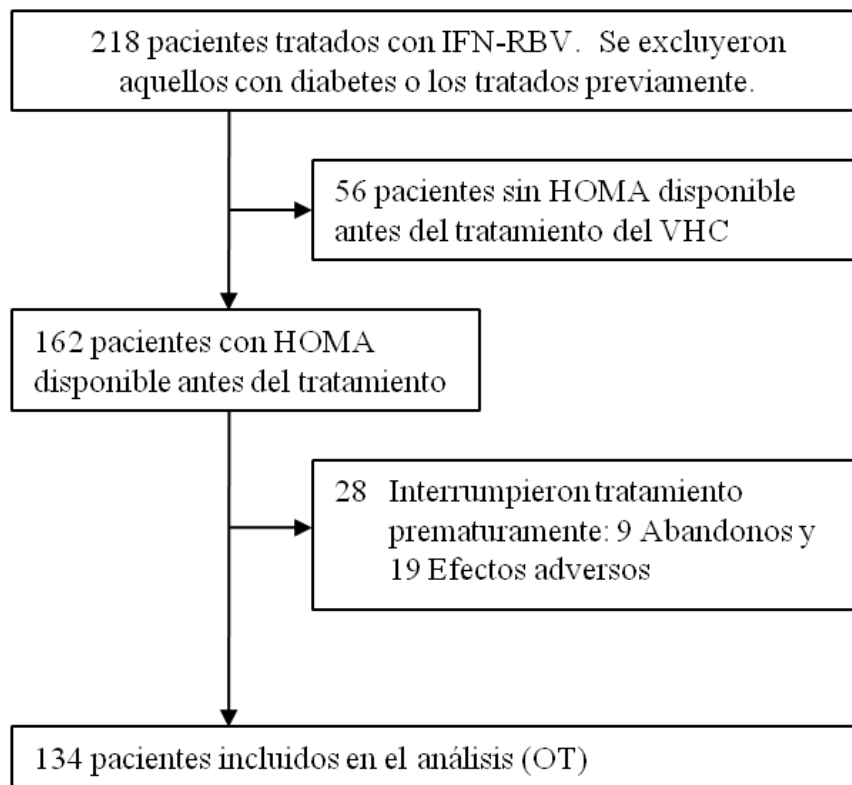 218 pacientes tratados con IFN-RBV. Se excluyeron
aquellos con diabetes o los tratados previamente.
56 pacientes sin HOMA disponible
antes del tratamiento del VHC
162 pacientes con HOMA
disponible antes del tratamiento
28 Interrumpieron tratamiento
prematuramente: 9 Abandonos y
19 Efectos adversos
134 pacientes incluidos en el análisis (OT)